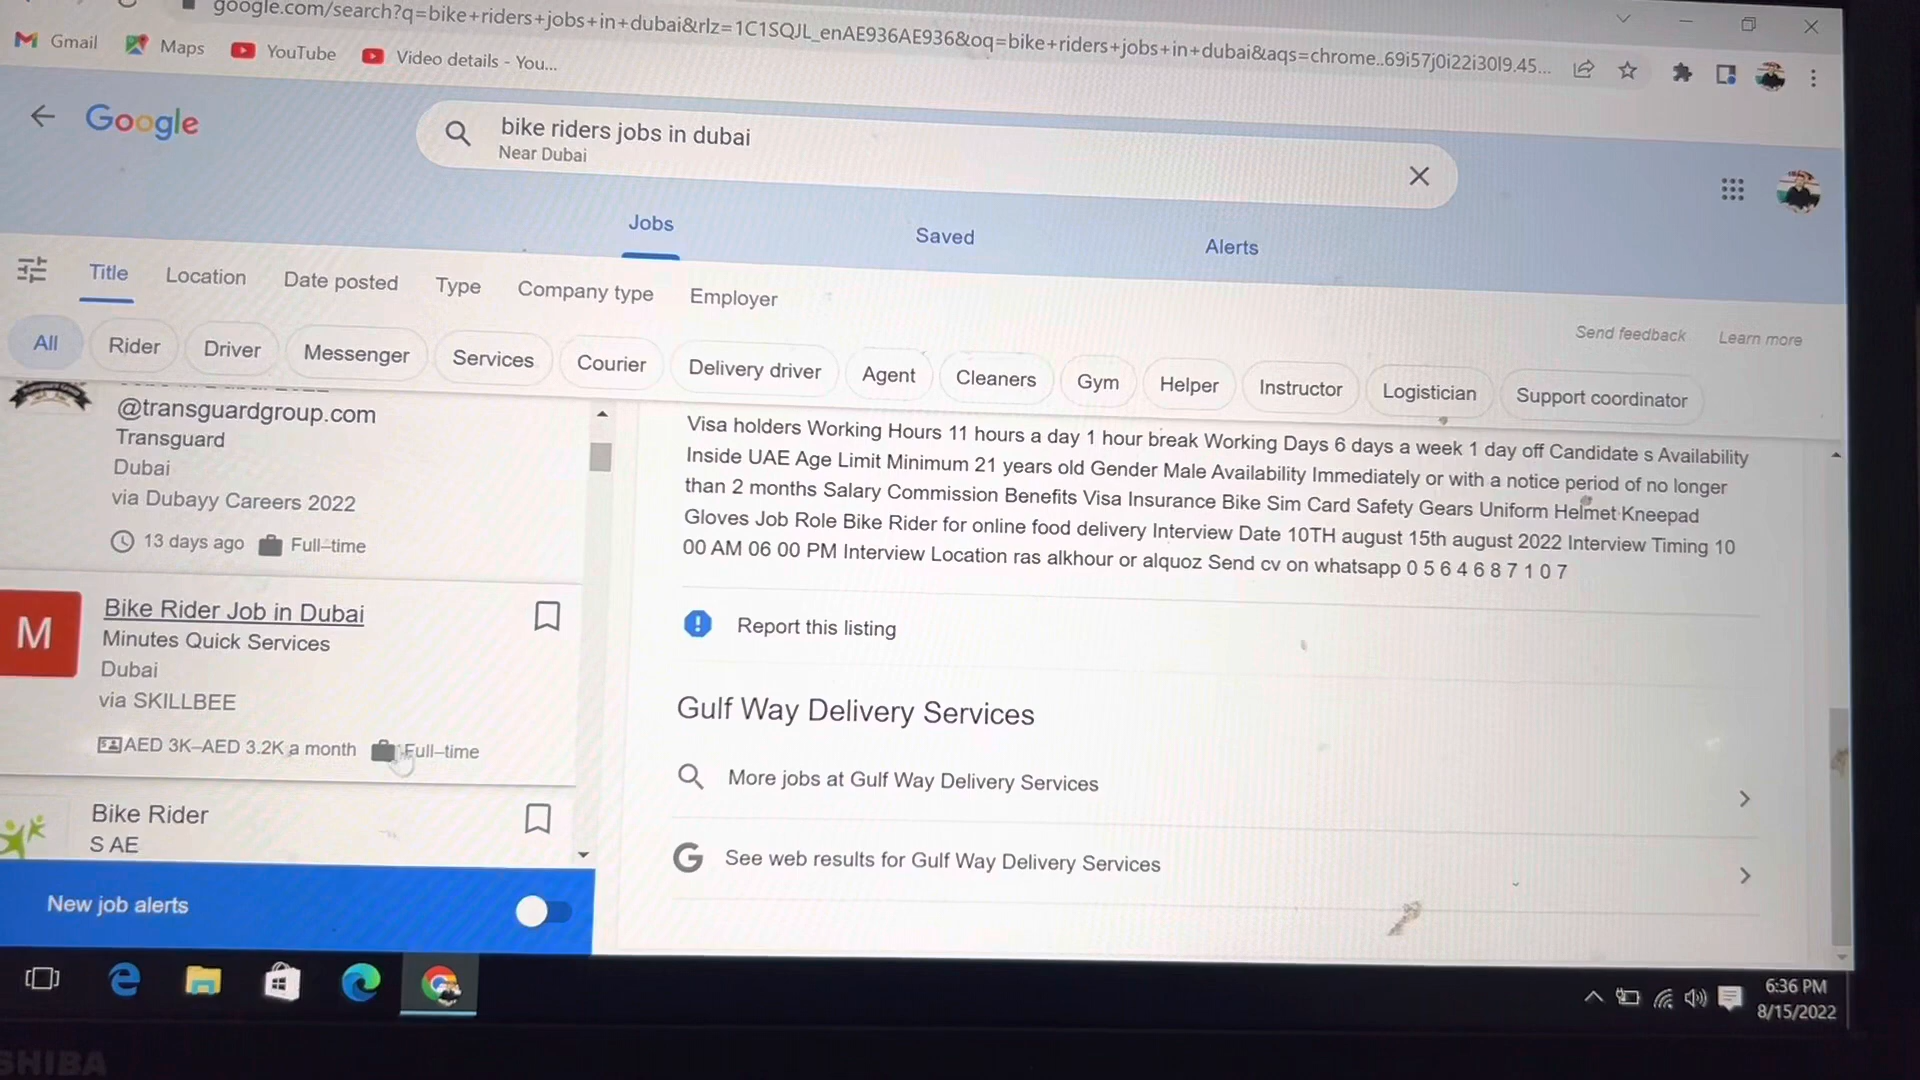 google.com/search?q=bike+riders+jobs+in+dubai&rlz=1C1SQJL_enAE936AE936&oq=bike+riders+jobs+in+dubai&aqs=chrome..69i57j0i22i30l9.45...
Gmail
Maps
YouTube
Video details - You...
Google
bike riders jobs in dubai
Near Dubai
Jobs
Saved
Alerts
Title
Location
Date posted
Type
Company type
Employer
Send feedback
Learn more
All
Rider
Driver
Messenger
Services
Courier
Delivery driver
Agent
Cleaners
Gym
Helper
Instructor
Logistician
Support coordinator
@transguardgroup.com
Transguard
Dubai
via Dubayy Careers 2022
13 days ago
Full-time
M
Bike Rider Job in Dubai
Minutes Quick Services
Dubai
via SKILLBEE
AED 3K–AED 3.2K a month
Full-time
Bike Rider
S AE
New job alerts
Visa holders Working Hours 11 hours a day 1 hour break Working Days 6 days a week 1 day off Candidate s Availability
Inside UAE Age Limit Minimum 21 years old Gender Male Availability Immediately or with a notice period of no longer
than 2 months Salary Commission Benefits Visa Insurance Bike Sim Card Safety Gears Uniform Helmet Kneepad
Gloves Job Role Bike Rider for online food delivery Interview Date 10TH august 15th august 2022 Interview Timing 10
00 AM 06 00 PM Interview Location ras alkhour or alquoz Send cv on whatsapp 0 5 6 4 6 8 7 1 0 7
Report this listing
Gulf Way Delivery Services
More jobs at Gulf Way Delivery Services
See web results for Gulf Way Delivery Services
6:36 PM
8/15/2022
SHIBA